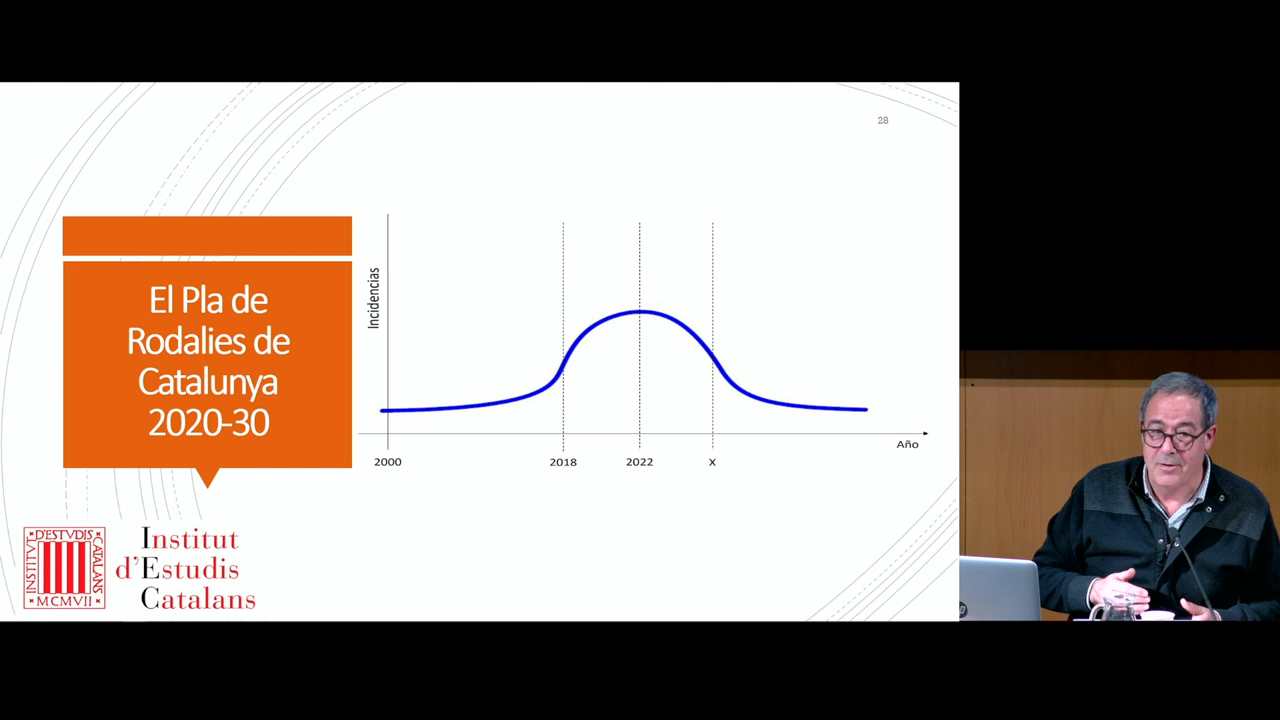 28
El Pla de
Rodalies de
Catalunya
2020-30
Incidencias
Año
2000
2018
2022
X
INSTITVT
D'ESTVDIS
CATALANS
MCMVII
Institut
d'Estudis
Catalans